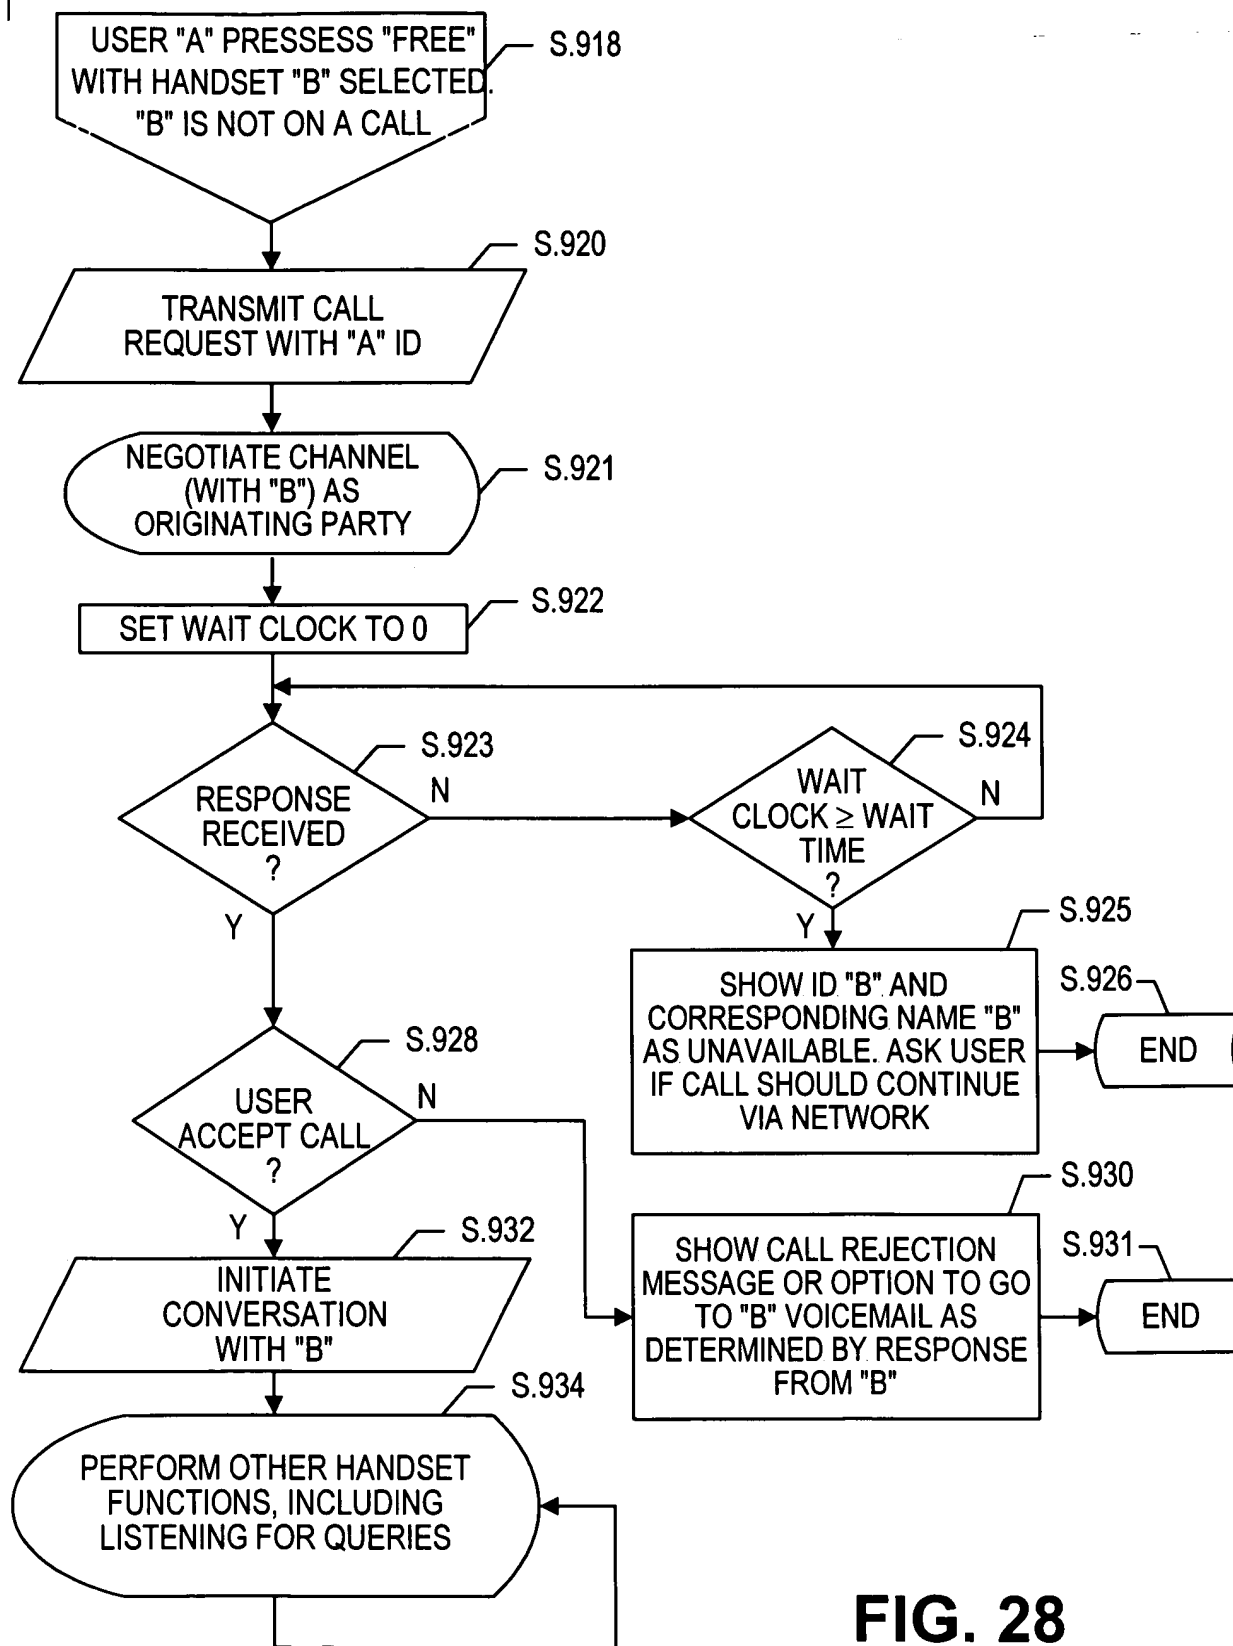 USER "A" PRESSESS "FREE"
WITH HANDSET "B" SELECTED.
"B" IS NOT ON A CALL
S.918
S.920
TRANSMIT CALL
REQUEST WITH "A" ID
NEGOTIATE CHANNEL
(WITH "B") AS
ORIGINATING PARTY
S.921
S.922
SET WAIT CLOCK TO 0
S.923
RESPONSE
RECEIVED
?
N
Y
S.924
WAIT
CLOCK ≥ WAIT
TIME
?
N
Y
S.925
SHOW ID "B" AND
CORRESPONDING NAME "B"
AS UNAVAILABLE. ASK USER
IF CALL SHOULD CONTINUE
VIA NETWORK
S.926
END
S.928
USER
ACCEPT CALL
?
N
Y
S.930
SHOW CALL REJECTION
MESSAGE OR OPTION TO GO
TO "B" VOICEMAIL AS
DETERMINED BY RESPONSE
FROM "B"
S.931
END
S.932
INITIATE
CONVERSATION
WITH "B"
S.934
PERFORM OTHER HANDSET
FUNCTIONS, INCLUDING
LISTENING FOR QUERIES
FIG. 28